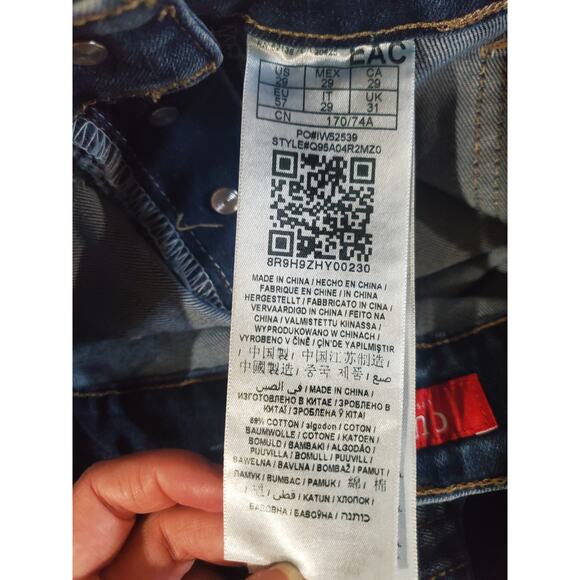 EAC
US MEX CA
29 29 29
EU IT UK
57 29 31
CN 170/74A
PO#IW52539
STYLE#Q95A04R2MZ0
8R9H9ZHY00230
MADE IN CHINA / HECHO EN CHINA /
FABRIQUE EN CHINE / IN CHINA
HERGESTELLT / FABBRICATO IN CINA /
VERVAARDIGD IN CHINA / FEITO NA
CHINA / VALMISTETTU KIINASSA /
WYPRODUKOWANO W CHINACH /
VYROBENO V ČÍNĚ / ÇİN'DE YAPILMIŞTIR
/ 中国製 / 中国江苏制造 /
中國製造 / 중국 제품 / صنع
في الصين / MADE IN CHINA /
ИЗГОТОВЛЕНО В КИТАЕ / ЗРОБЛЕНО В
КИТАЇ / ЗРОБЛЕНА Ў КІТАІ /
89% COTTON / algodon / COTON /
BAUMWOLLE / COTONE / KATOEN /
BOMULD / BAMBAKI / ALGODÃO /
PUUVILLA / BOMULL / PUUVILL /
BAWELNA / BAVLNA / BOMBAŽ / PAMUT /
ПАМУК / BUMBAC / PAMUK / 綿 / 棉
/ 綿 / 면 / قطن / KATUN / ХЛОПОК /
БАВОВНА / БАВОЎНА / כותנה /